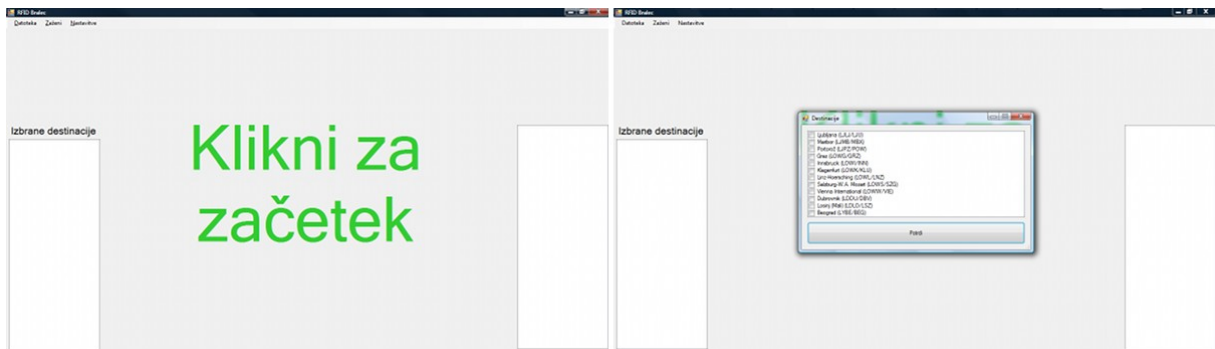 RFID Bralec
Datoteka Zaženi Nastavitve
Izbrane destinacije
Klikni za
začetek
RFID Bralec
Datoteka Zaženi Nastavitve
Izbrane destinacije
Destinacije
Ljubljana (LJLJ/LJU)
Maribor (LJMB/MBX)
Portorož (LJPZ/POW)
Graz (LOWG/GRZ)
Innsbruck (LOWI/INN)
Klagenfurt (LOWK/KLU)
Linz-Hoersching (LOWL/LNZ)
Salzburg-W.A. Mozart (LOWS/SZG)
Vienna International (LOWW/VIE)
Dubrovnik (LDDU/DBV)
Losinj (Mali) (LDLO/LSZ)
Beograd (LYBE/BEG)
Potrdi